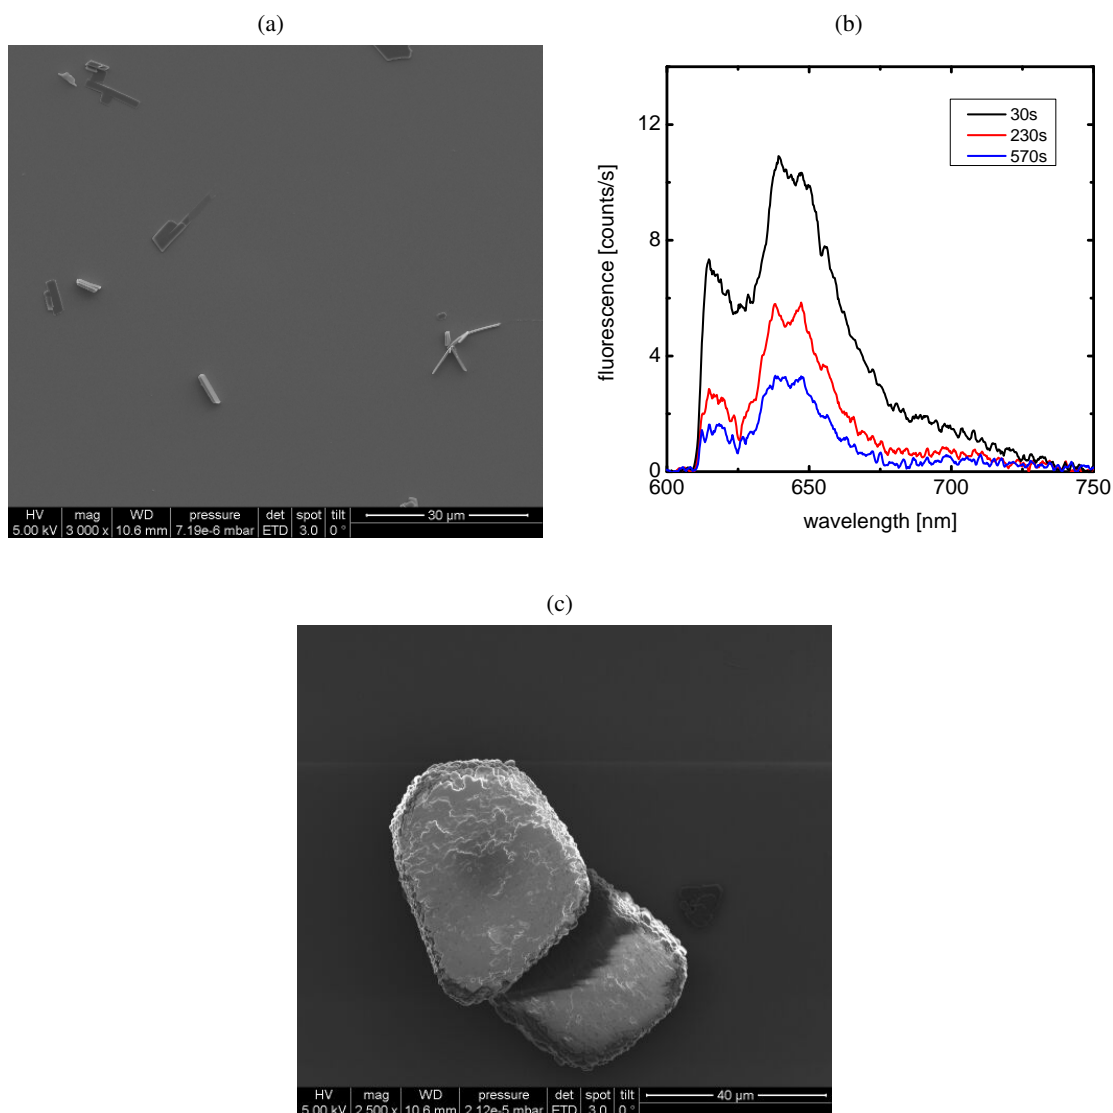 (a)
HV mag WD pressure det spot tilt
5.00 kV 3 000 x 10.6 mm 7.19e-6 mbar ETD 3.0 0 ° 30 µm
(b)
fluorescence [counts/s]
12
8
4
0
30s
230s
570s
600 650 700 750
wavelength [nm]
(c)
HV mag WD pressure det spot tilt
5.00 kV 2 500 x 10.6 mm 2.12e-5 mbar ETD 3.0 0 ° 40 µm